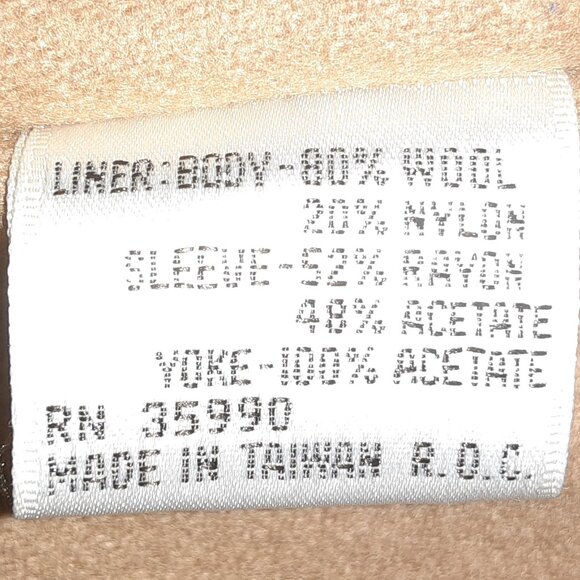 LINER:BODY-80% WOOL
20% NYLON
SLEEVE-52% RAYON
48% ACETATE
YOKE-100% ACETATE
RN 35990
MADE IN TAIWAN R.O.C.